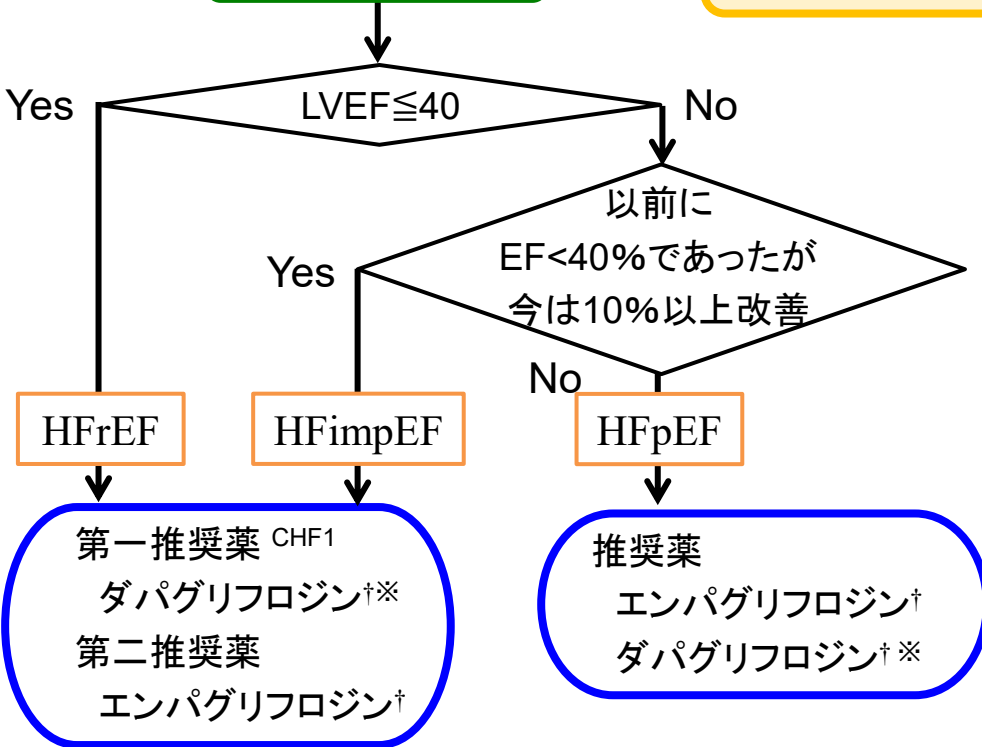 Yes
LVEF≦40
No
以前に
EF<40%であったが
今は10%以上改善
Yes
No
HFrEF
HFimpEF
HFpEF
第一推奨薬 CHF1
ダパグリフロジン†※
第二推奨薬
エンパグリフロジン†
推奨薬
エンパグリフロジン†
ダパグリフロジン†※